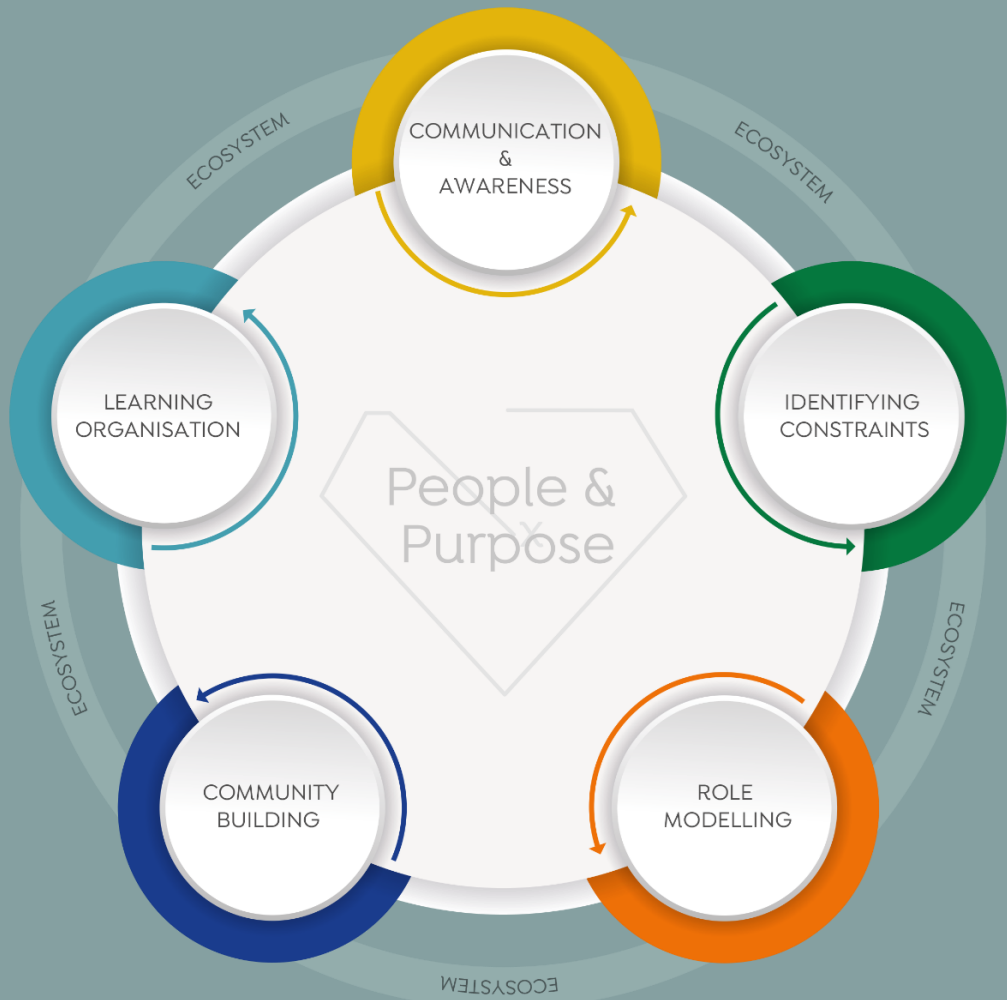 COMMUNICATION
&
AWARENESS
ECOSYSTEM
ECOSYSTEM
LEARNING
ORGANISATION
IDENTIFYING
CONSTRAINTS
People &
Purpose
x
ECOSYSTEM
ECOSYSTEM
COMMUNITY
BUILDING
ROLE
MODELLING
ECOSYSTEM